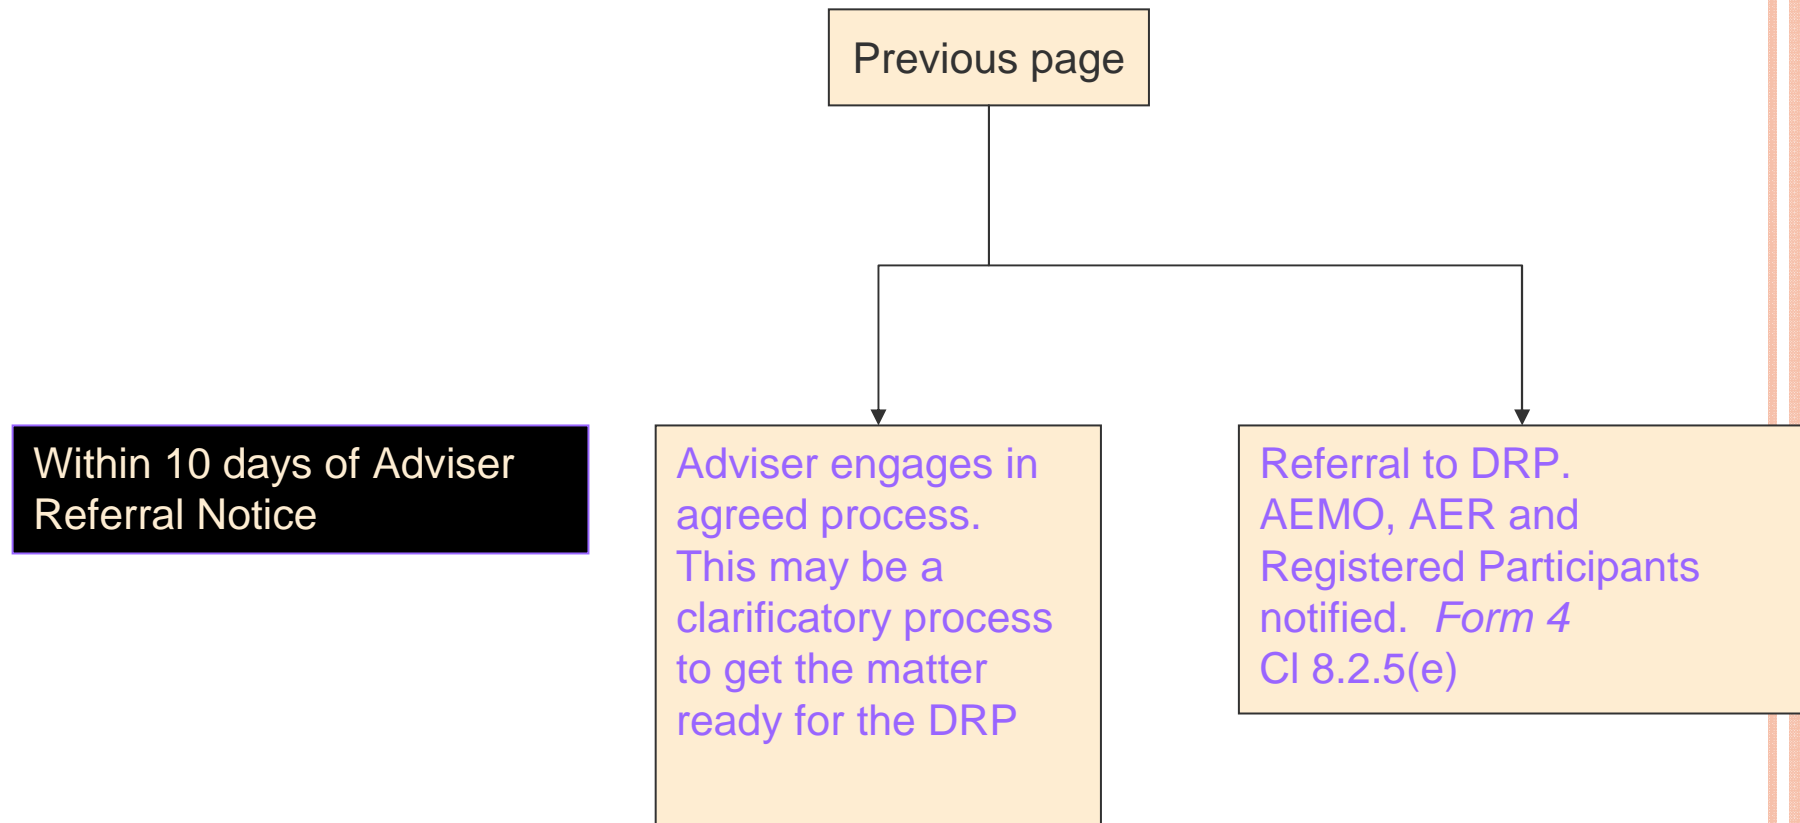 Previous page
Within 10 days of Adviser
Referral Notice
Adviser engages in
agreed process.
This may be a
clarificatory process
to get the matter
ready for the DRP
Referral to DRP.
AEMO, AER and
Registered Participants
notified. Form 4
Cl 8.2.5(e)